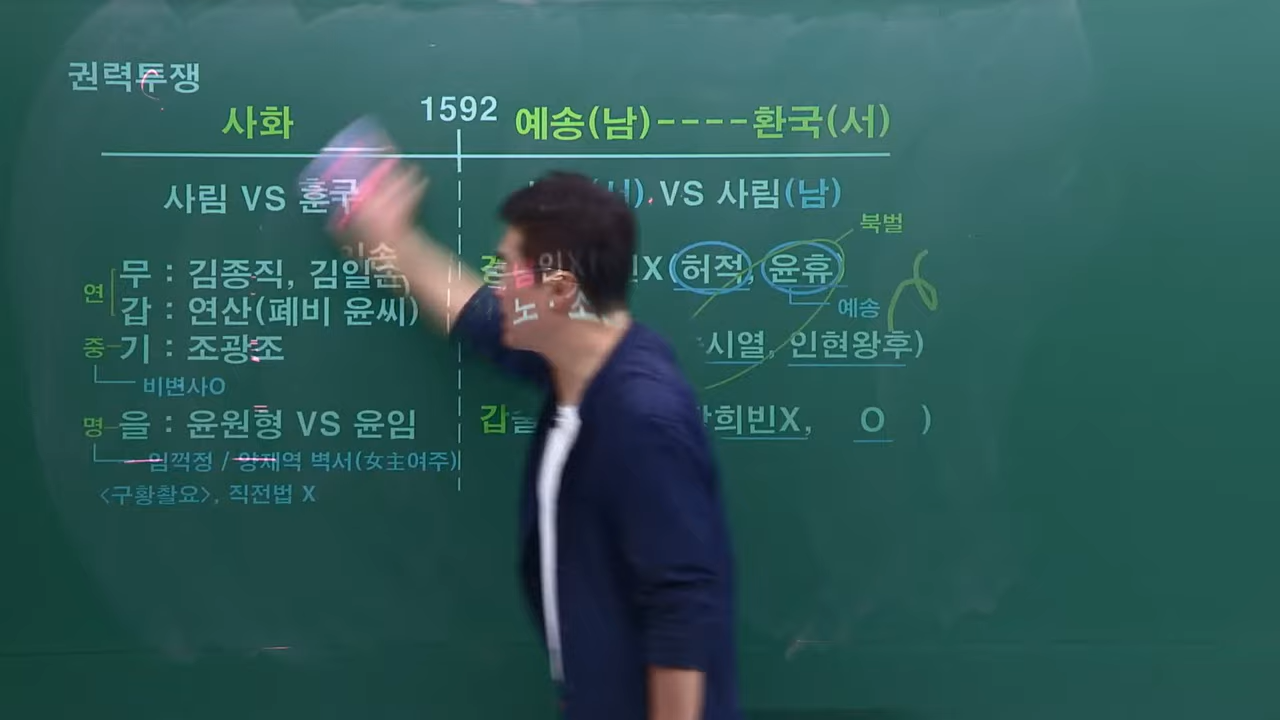 권력투쟁
사화
1592
예송(남)----환국(서)
사림 VS 훈구
VS 사림(남)
북벌
연
무 : 김종직, 김일손
갑 : 연산(폐비 윤씨)
X(허적, 윤휴
예송
중 기 : 조광조
비변사O
시열, 인현왕후)
명 을 : 윤원형 VS 윤임
갑술
희빈X, O )
임꺽정 / 양재역 벽서(女主여주)
<구황촬요>, 직전법 X